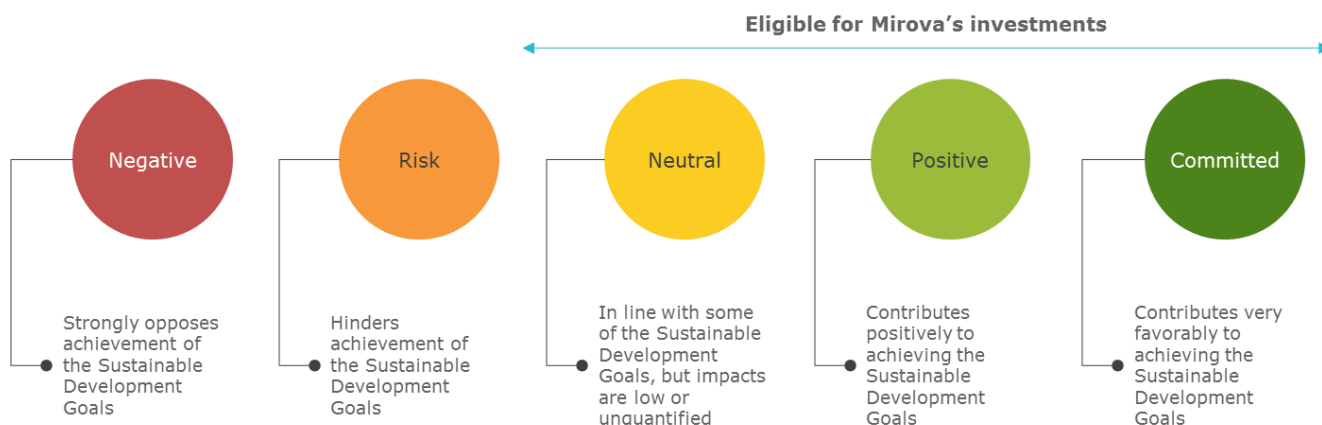 Eligible for Mirova’s investments
Negative
Risk
Neutral
Positive
Committed
Strongly opposes
achievement of
the Sustainable
Development
Goals
Hinders
achievement of
the Sustainable
Development
Goals
In line with some
of the Sustainable
Development
Goals, but impacts
are low or
unquantified
Contributes
positively to
achieving the
Sustainable
Development
Goals
Contributes very
favorably to
achieving the
Sustainable
Development
Goals